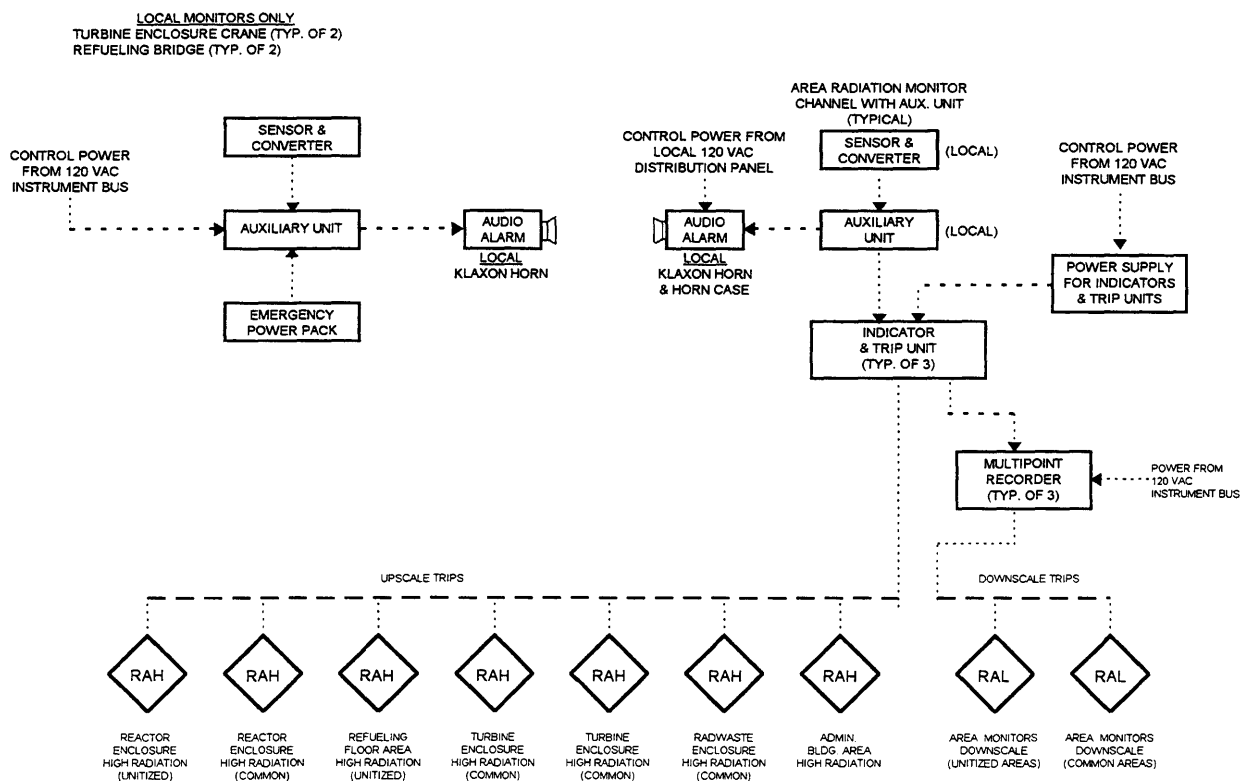 LOCAL MONITORS ONLY
TURBINE ENCLOSURE CRANE (TYP. OF 2)
REFUELING BRIDGE (TYP. OF 2)
SENSOR &
CONVERTER
CONTROL POWER
FROM 120 VAC
INSTRUMENT BUS
AUXILIARY UNIT
AUDIO
ALARM
LOCAL
KLAXON HORN
EMERGENCY
POWER PACK
AREA RADIATION MONITOR
CHANNEL WITH AUX. UNIT
(TYPICAL)
CONTROL POWER FROM
LOCAL 120 VAC
DISTRIBUTION PANEL
SENSOR &
CONVERTER
(LOCAL)
CONTROL POWER
FROM 120 VAC
INSTRUMENT BUS
AUDIO
ALARM
LOCAL
KLAXON HORN
& HORN CASE
AUXILIARY
UNIT
(LOCAL)
POWER SUPPLY
FOR INDICATORS
& TRIP UNITS
INDICATOR
& TRIP UNIT
(TYP. OF 3)
MULTIPOINT
RECORDER
(TYP. OF 3)
POWER FROM
120 VAC
INSTRUMENT BUS
UPSCALE TRIPS
DOWNSCALE TRIPS
RAH
RAH
RAH
RAH
RAH
RAH
RAH
RAL
RAL
REACTOR
ENCLOSURE
HIGH RADIATION
(UNITIZED)
REACTOR
ENCLOSURE
HIGH RADIATION
(COMMON)
REFUELING
FLOOR AREA
HIGH RADIATION
(UNITIZED)
TURBINE
ENCLOSURE
HIGH RADIATION
(COMMON)
TURBINE
ENCLOSURE
HIGH RADIATION
(COMMON)
RADWASTE
ENCLOSURE
HIGH RADIATION
(COMMON)
ADMIN.
BLDG. AREA
HIGH RADIATION
AREA MONITORS
DOWNSCALE
(UNITIZED AREAS)
AREA MONITORS
DOWNSCALE
(COMMON AREAS)